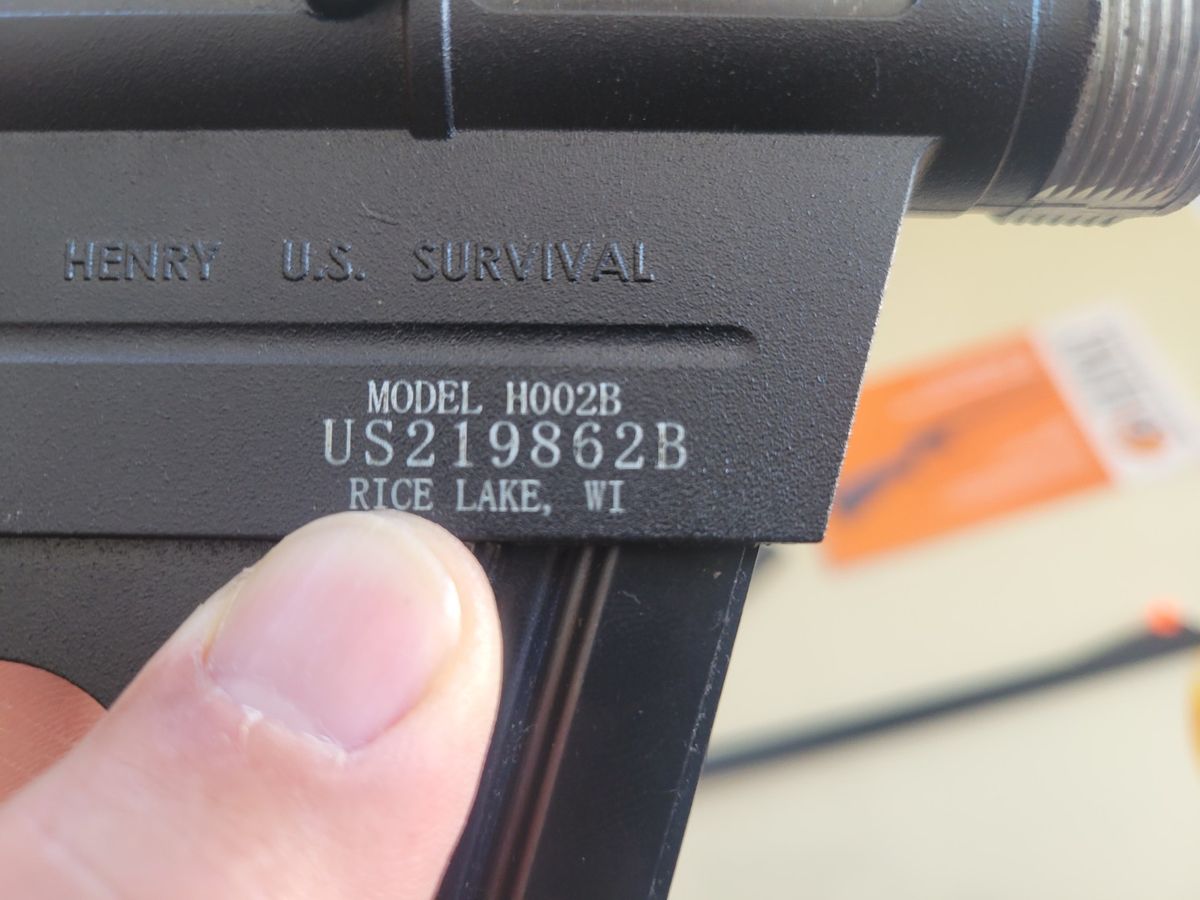 HENRY U.S. SURVIVAL
MODEL H002B
US219862B
RICE LAKE, WI